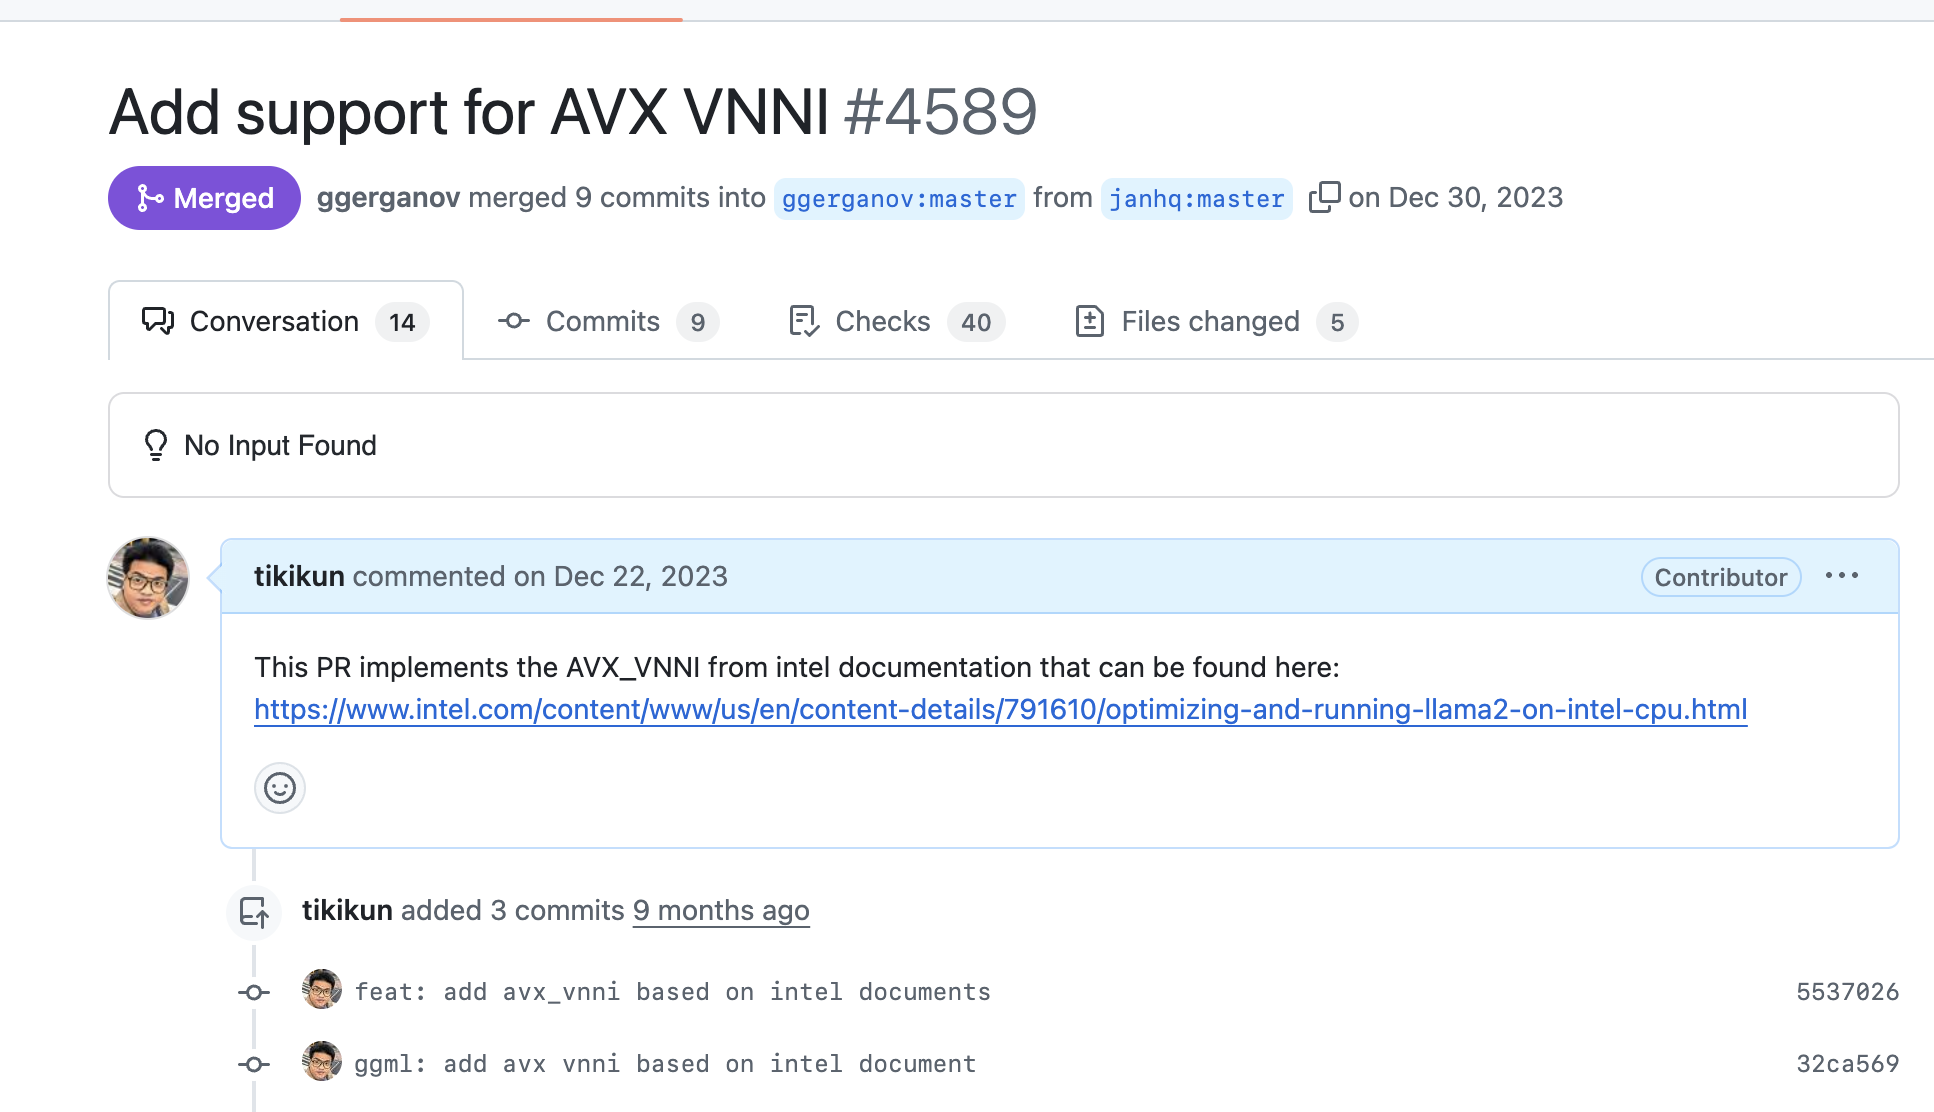 Add support for AVX VNNI #4589
Merged ggerganov merged 9 commits into ggerganov:master from janhq:master on Dec 30, 2023
Conversation 14 Commits 9 Checks 40 Files changed 5
No Input Found
tikikun commented on Dec 22, 2023 Contributor
This PR implements the AVX_VNNI from intel documentation that can be found here:
https://www.intel.com/content/www/us/en/content-details/791610/optimizing-and-running-llama2-on-intel-cpu.html
tikikun added 3 commits 9 months ago
feat: add avx_vnni based on intel documents 5537026
ggml: add avx vnni based on intel document 32ca569